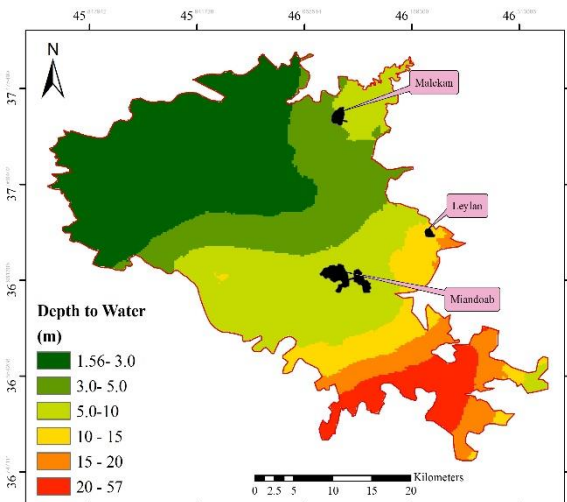 45
45
46
46
46
N
37
37
36
36
36
Malekan
Leylan
Miandoab
Depth to Water
(m)
1.56- 3.0
3.0- 5.0
5.0-10
10 - 15
15 - 20
20 - 57
Kilometers
0 2.5 5 10 15 20